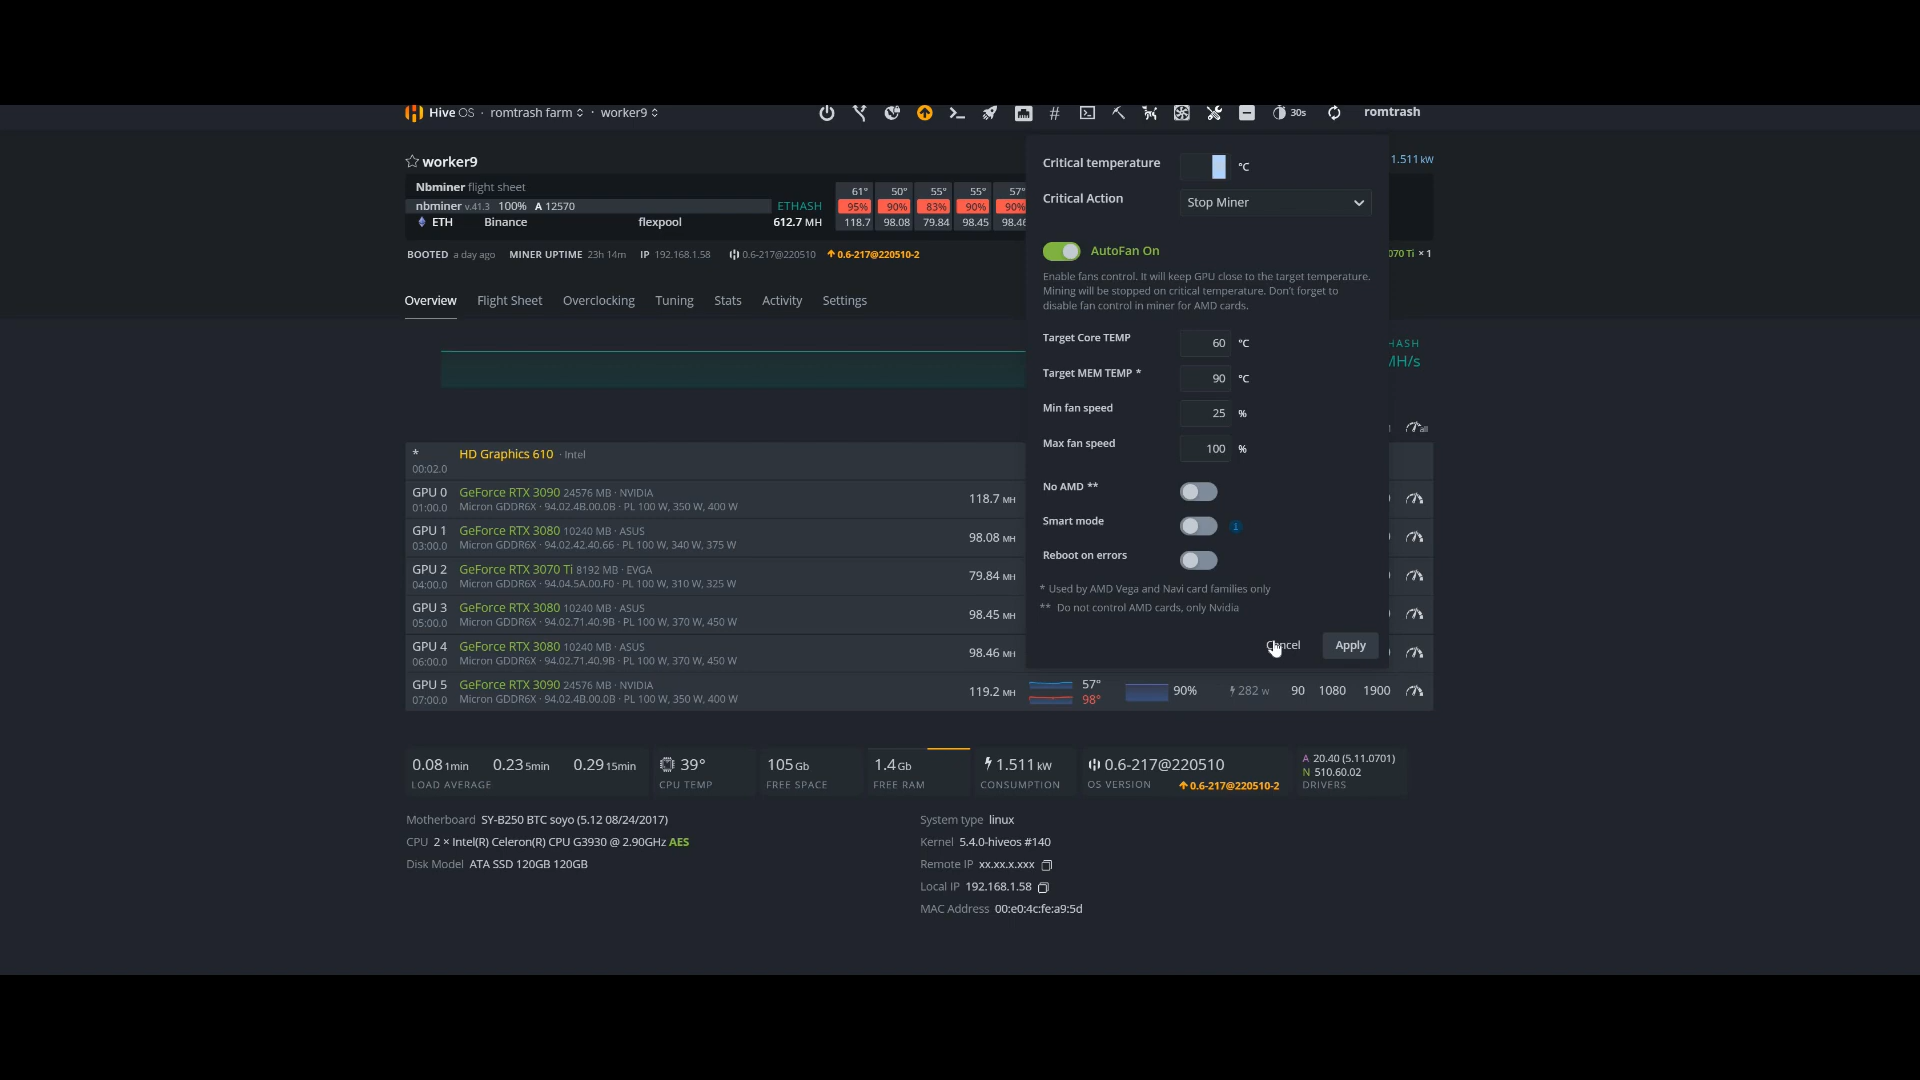 Hive OS · romtrash farm · worker9 30s romtrash
worker9
Nbminer flight sheet
nbminer v.41.3 100% A 12570 ETHASH
ETH Binance flexpool 612.7 MH
61° 50° 55° 55° 57°
95% 90% 83% 90% 90%
118.7 98.08 79.84 98.45 98.46
1.511 kW
BOOTED a day ago MINER UPTIME 23h 14m IP 192.168.1.58 0.6-217@220510 0.6-217@220510-2
070 Ti × 1
Overview Flight Sheet Overclocking Tuning Stats Activity Settings
HASH
MH/s
Critical temperature °C
Critical Action Stop Miner
AutoFan On
Enable fans control. It will keep GPU close to the target temperature.
Mining will be stopped on critical temperature. Don't forget to
disable fan control in miner for AMD cards.
Target Core TEMP 60 °C
Target MEM TEMP * 90 °C
Min fan speed 25 %
Max fan speed 100 %
No AMD **
Smart mode i
Reboot on errors
* Used by AMD Vega and Navi card families only
** Do not control AMD cards, only Nvidia
Cancel Apply
all
* HD Graphics 610 · Intel
00:02.0
GPU 0 GeForce RTX 3090 24576 MB · NVIDIA 118.7 MH
01:00.0 Micron GDDR6X · 94.02.4B.00.0B · PL 100 W, 350 W, 400 W
GPU 1 GeForce RTX 3080 10240 MB · ASUS 98.08 MH
03:00.0 Micron GDDR6X · 94.02.42.40.66 · PL 100 W, 340 W, 375 W
GPU 2 GeForce RTX 3070 Ti 8192 MB · EVGA 79.84 MH
04:00.0 Micron GDDR6X · 94.04.5A.00.F0 · PL 100 W, 310 W, 325 W
GPU 3 GeForce RTX 3080 10240 MB · ASUS 98.45 MH
05:00.0 Micron GDDR6X · 94.02.71.40.9B · PL 100 W, 370 W, 450 W
GPU 4 GeForce RTX 3080 10240 MB · ASUS 98.46 MH
06:00.0 Micron GDDR6X · 94.02.71.40.9B · PL 100 W, 370 W, 450 W
GPU 5 GeForce RTX 3090 24576 MB · NVIDIA 119.2 MH 57° 90% 282 W 90 1080 1900
07:00.0 Micron GDDR6X · 94.02.4B.00.0B · PL 100 W, 350 W, 400 W 98°
0.08 1min 0.23 5min 0.29 15min 39° 105 Gb 1.4 Gb 1.511 kW 0.6-217@220510 A 20.40 (5.11.0701)
N 510.60.02
LOAD AVERAGE CPU TEMP FREE SPACE FREE RAM CONSUMPTION OS VERSION 0.6-217@220510-2 DRIVERS
Motherboard SY-B250 BTC soyo (5.12 08/24/2017)
CPU 2 × Intel(R) Celeron(R) CPU G3930 @ 2.90GHz AES
Disk Model ATA SSD 120GB 120GB
System type linux
Kernel 5.4.0-hiveos #140
Remote IP xx.xx.x.xxx
Local IP 192.168.1.58
MAC Address 00:e0:4c:fe:a9:5d